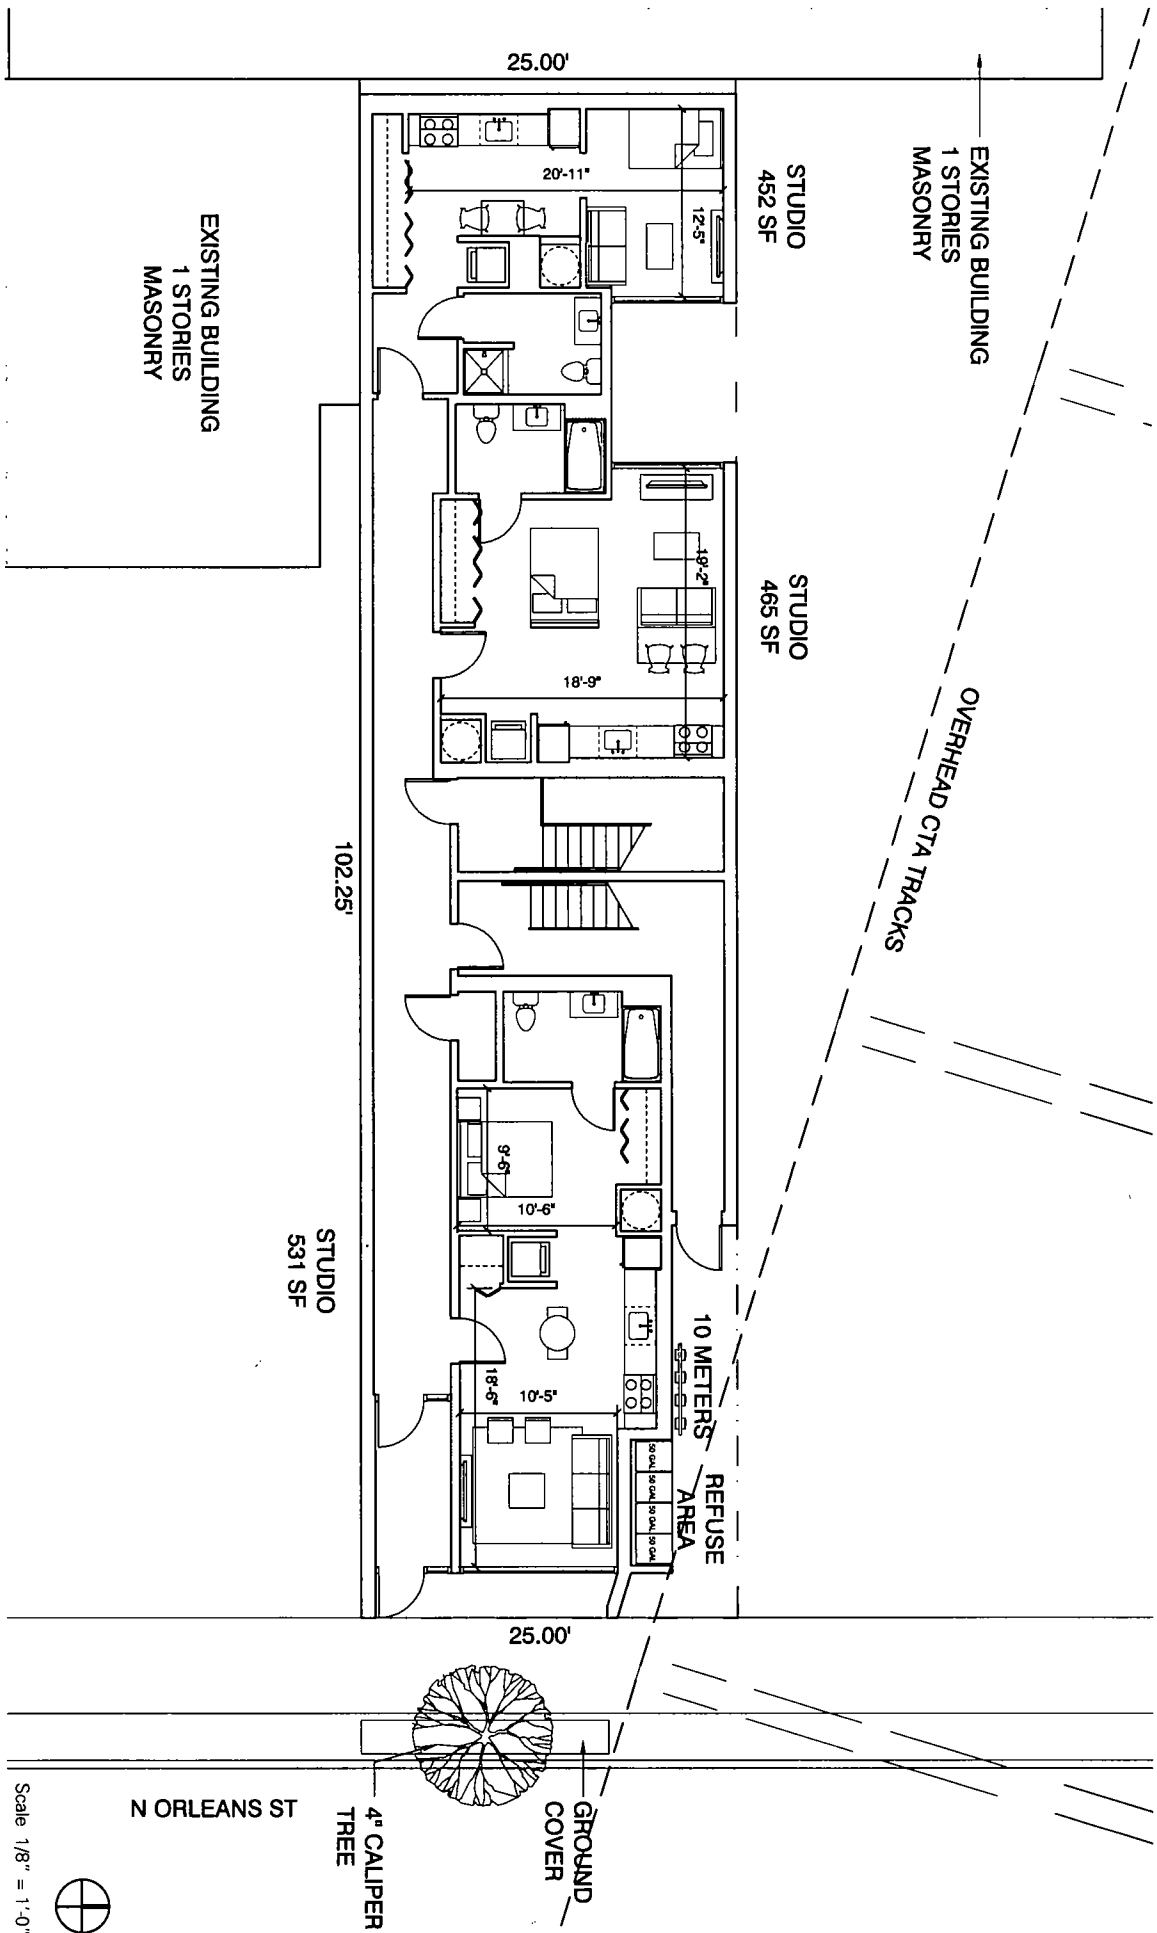 25.00'
EXISTING BUILDING
1 STORIES
MASONRY
STUDIO
452 SF
20'-11"
12'-5"
EXISTING BUILDING
1 STORIES
MASONRY
STUDIO
465 SF
19'-2"
18'-9"
OVERHEAD CTA TRACKS
102.25'
9'-6"
10'-6"
STUDIO
531 SF
18'-6"
10'-5"
10 METERS
REFUSE
AREA
50 GAL
50 GAL
50 GAL
50 GAL
25.00'
N ORLEANS ST
4" CALIPER
TREE
GROUND
COVER
Scale 1/8" = 1'-0"